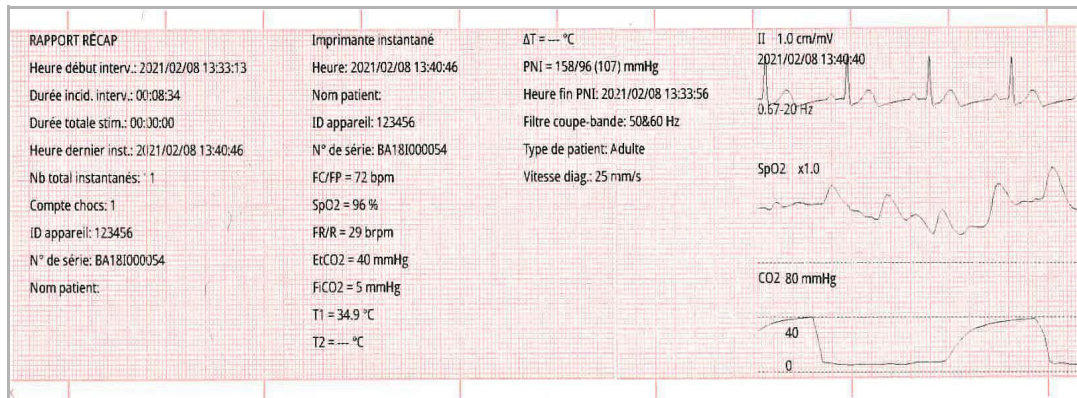 RAPPORT RÉCAP
Heure début interv.: 2021/02/08 13:33:13
Durée incid. interv.: 00:08:34
Durée totale stim.: 00:00:00
Heure dernier inst.: 2021/02/08 13:40:46
Nb total instantanés: 11
Compte chocs: 1
ID appareil: 123456
N° de série: BA18I000054
Nom patient:
Imprimante instantané
Heure: 2021/02/08 13:40:46
Nom patient:
ID appareil: 123456
N° de série: BA18I000054
FC/FP = 72 bpm
SpO2 = 96 %
FR/R = 29 brpm
EtCO2 = 40 mmHg
FiCO2 = 5 mmHg
T1 = 34.9 °C
T2 = --- °C
ΔT = --- °C
PNI = 158/96 (107) mmHg
Heure fin PNI: 2021/02/08 13:33:56
Filtre coupe-bande: 50&60 Hz
Type de patient: Adulte
Vitesse diag.: 25 mm/s
II 1.0 cm/mV
2021/02/08 13:40:40
0.67-20 Hz
SpO2 x1.0
CO2 80 mmHg
40
0